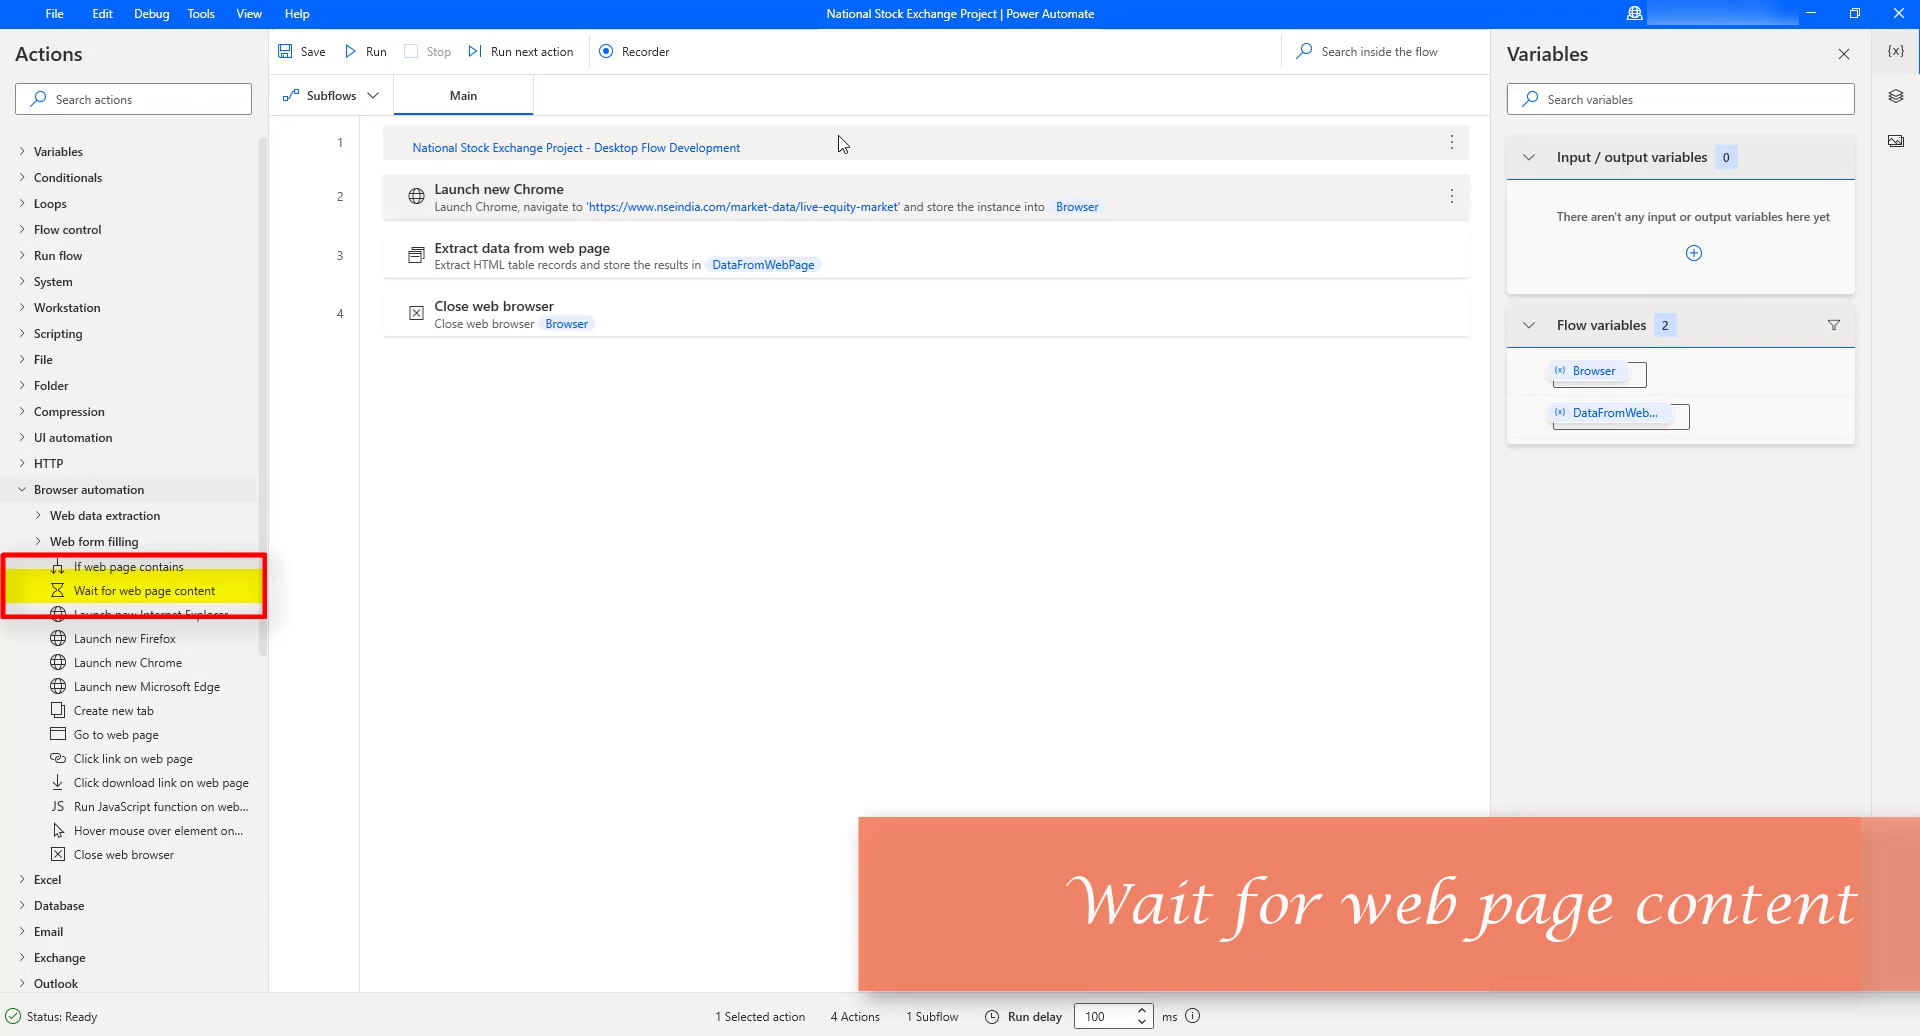 File Edit Debug Tools View Help
National Stock Exchange Project | Power Automate
Actions
Search actions
Variables
Conditionals
Loops
Flow control
Run flow
System
Workstation
Scripting
File
Folder
Compression
UI automation
HTTP
Browser automation
Web data extraction
Web form filling
If web page contains
Wait for web page content
Launch new Internet Explorer
Launch new Firefox
Launch new Chrome
Launch new Microsoft Edge
Create new tab
Go to web page
Click link on web page
Click download link on web page
JS Run JavaScript function on web...
Hover mouse over element on...
Close web browser
Excel
Database
Email
Exchange
Outlook
Save Run Stop Run next action Recorder
Search inside the flow
Subflows Main
1 National Stock Exchange Project - Desktop Flow Development
2 Launch new Chrome
Launch Chrome, navigate to 'https://www.nseindia.com/market-data/live-equity-market' and store the instance into Browser
3 Extract data from web page
Extract HTML table records and store the results in DataFromWebPage
4 Close web browser
Close web browser Browser
Variables
{x}
Search variables
Input / output variables 0
There aren't any input or output variables here yet
Flow variables 2
(x) Browser
(x) DataFromWeb...
Wait for web page content
Status: Ready
1 Selected action 4 Actions 1 Subflow Run delay 100 ms